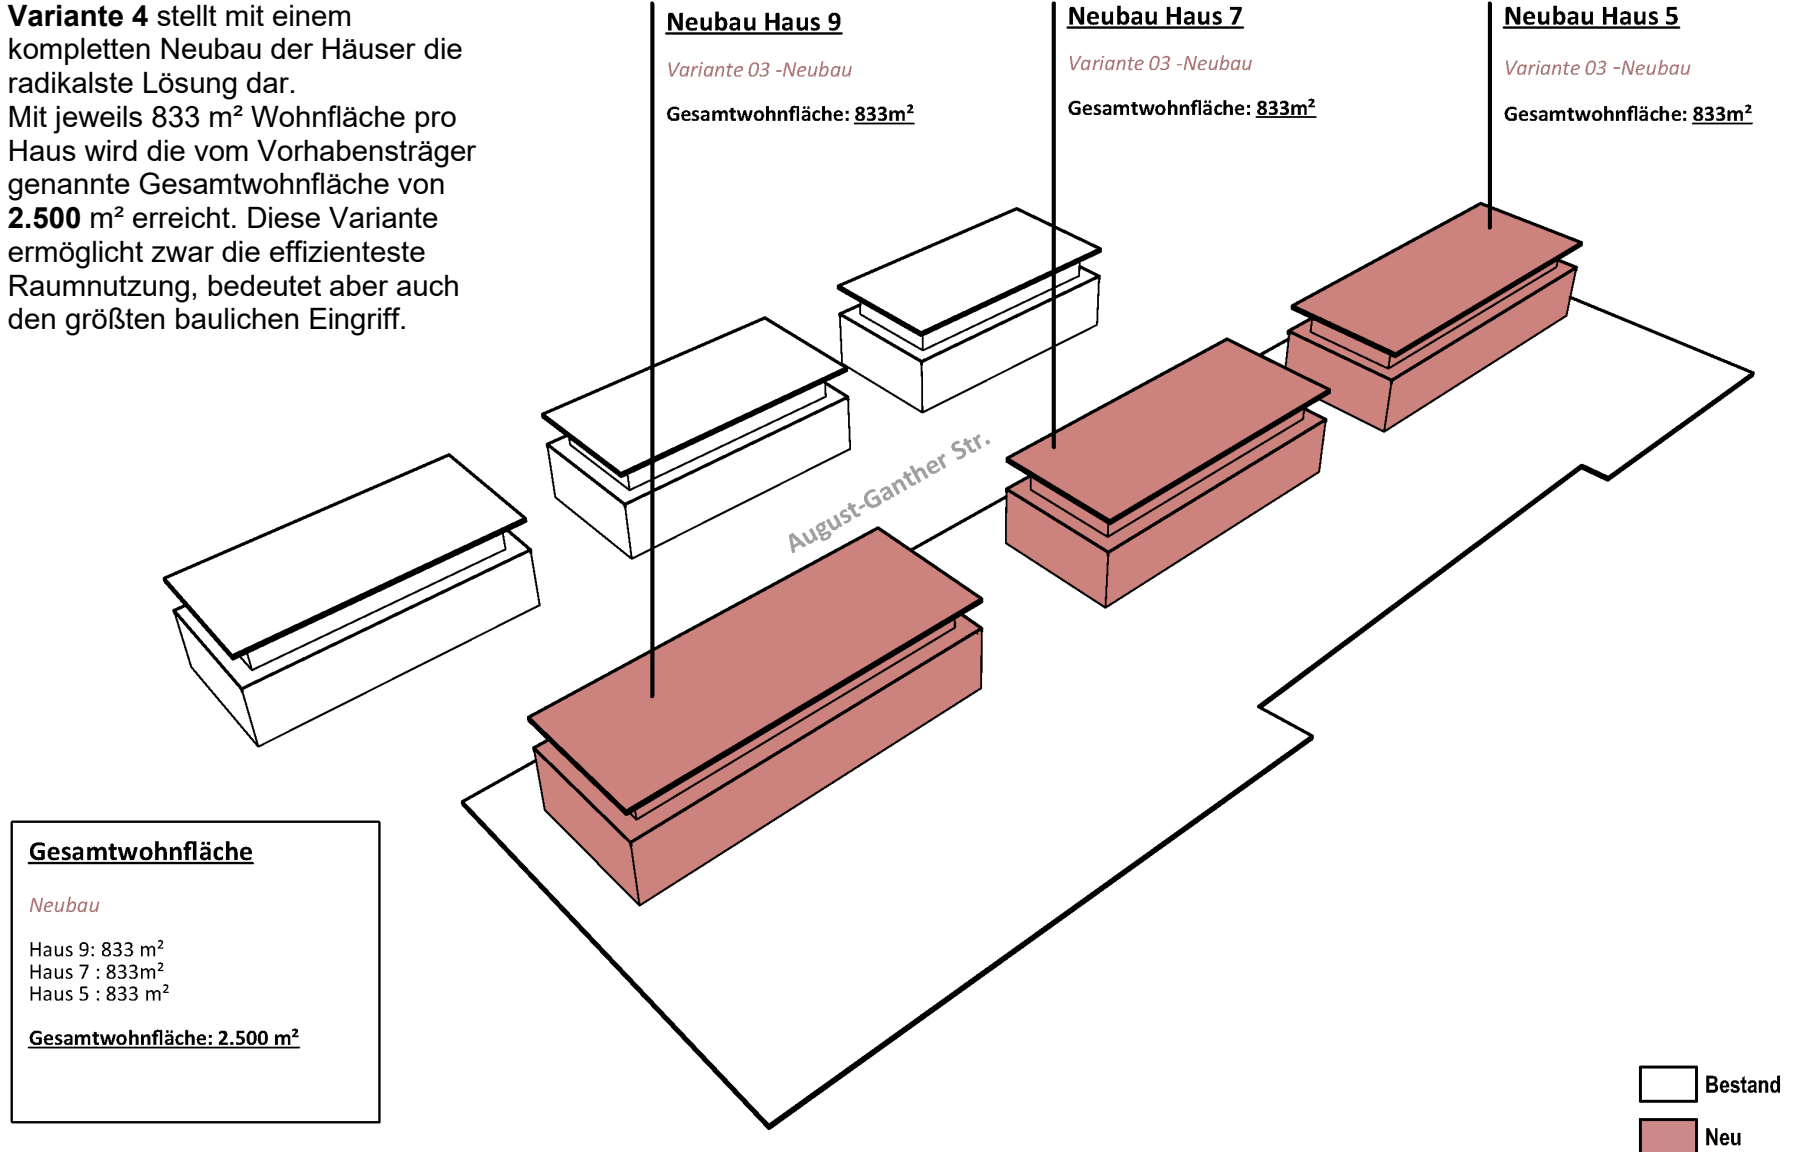 Variante 4 stellt mit einem
kompletten Neubau der Häuser die
radikalste Lösung dar.
Mit jeweils 833 m² Wohnfläche pro
Haus wird die vom Vorhabensträger
genannte Gesamtwohnfläche von
2.500 m² erreicht. Diese Variante
ermöglicht zwar die effizienteste
Raumnutzung, bedeutet aber auch
den größten baulichen Eingriff.
Neubau Haus 9
Variante 03 -Neubau
Gesamtwohnfläche: 833m²
Neubau Haus 7
Variante 03 -Neubau
Gesamtwohnfläche: 833m²
Neubau Haus 5
Variante 03 -Neubau
Gesamtwohnfläche: 833m²
August-Ganther Str.
Gesamtwohnfläche
Neubau
Haus 9: 833 m²
Haus 7 : 833m²
Haus 5 : 833 m²
Gesamtwohnfläche: 2.500 m²
Bestand
Neu